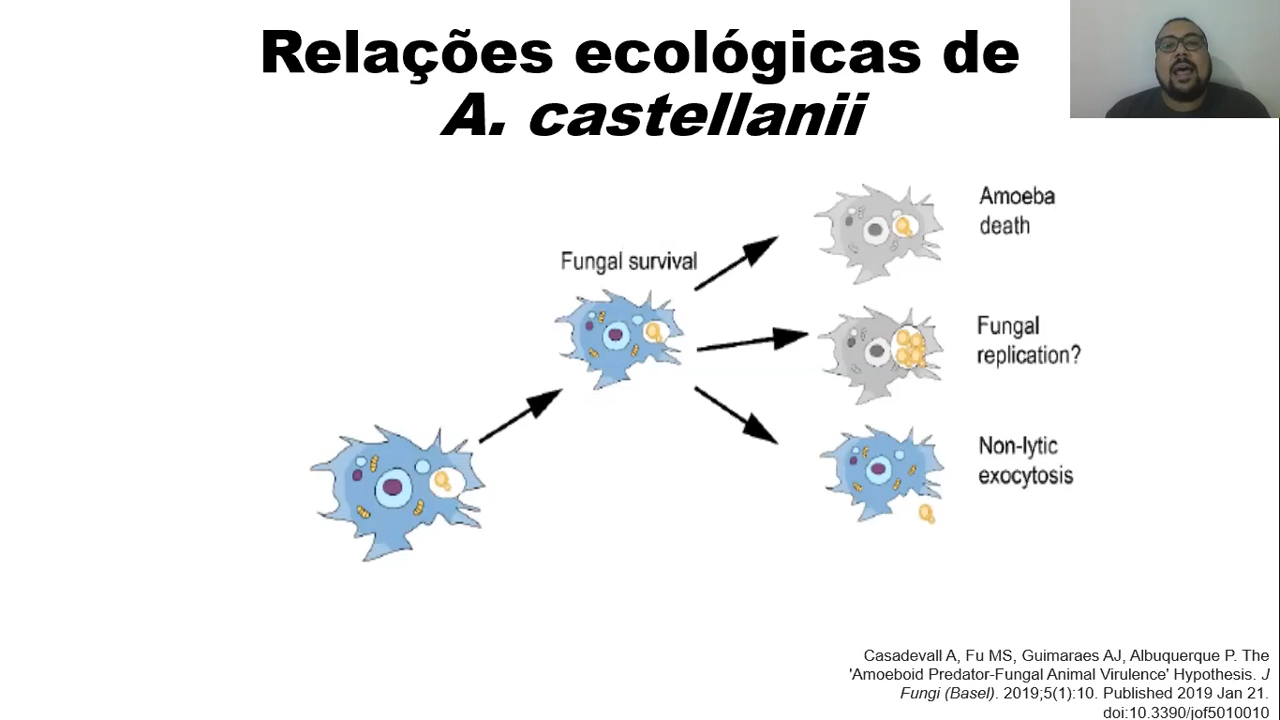 Relações ecológicas de
A. castellanii
Fungal survival
Amoeba
death
Fungal
replication?
Non-lytic
exocytosis
Casadevall A, Fu MS, Guimaraes AJ, Albuquerque P. The
'Amoeboid Predator-Fungal Animal Virulence' Hypothesis. J
Fungi (Basel). 2019;5(1):10. Published 2019 Jan 21.
doi:10.3390/jof5010010